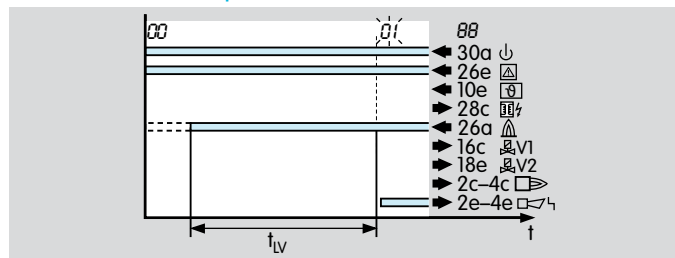 00 01 88
30a
26e
10e ϑ
28c
26a
16c V1
18e V2
2c–4c
2e–4e
t
tLV